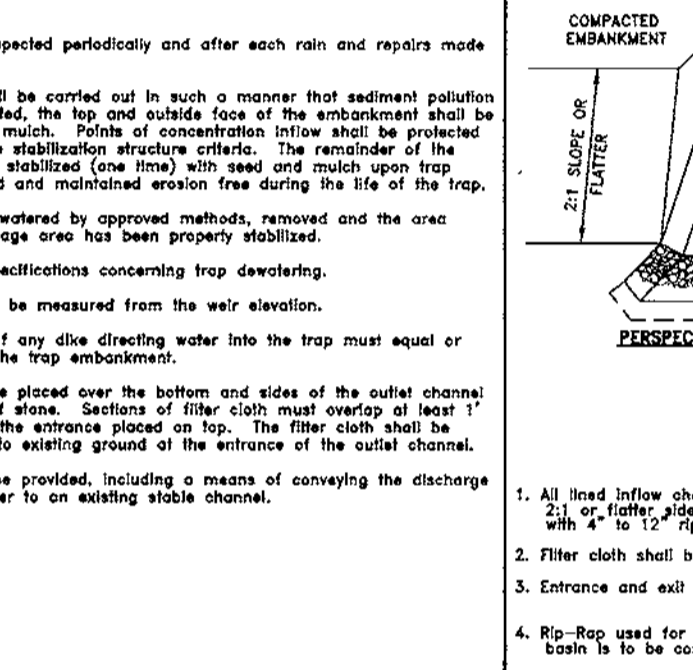 pected periodically and after each rain and repairs made
ll be carried out in such a manner that sediment pollution
ted, the top and outside face of the embankment shall be
mulch. Points of concentration inflow shall be protected
e stabilization structure criteria. The remainder of the
stabilized (one time) with seed and mulch upon trap
d and maintained erosion free during the life of the trap.
watered by approved methods, removed and the area
age area has been properly stabilized.
ecifications concerning trap dewatering.
be measured from the weir elevation.
f any dike directing water into the trap must equal or
he trap embankment.
e placed over the bottom and sides of the outlet channel
f stone. Sections of filter cloth must overlap at least 1'
the entrance placed on top. The filter cloth shall be
to existing ground at the entrance of the outlet channel.
e provided, including a means of conveying the discharge
er to an existing stable channel.
COMPACTED
EMBANKMENT
2:1 SLOPE OR
FLATTER
PERSPEC
1. All lined inflow cha
2:1 or flatter side
with 4" to 12" rip
2. Filter cloth shall b
3. Entrance and exit
4. Rip-Rap used for
basin is to be co